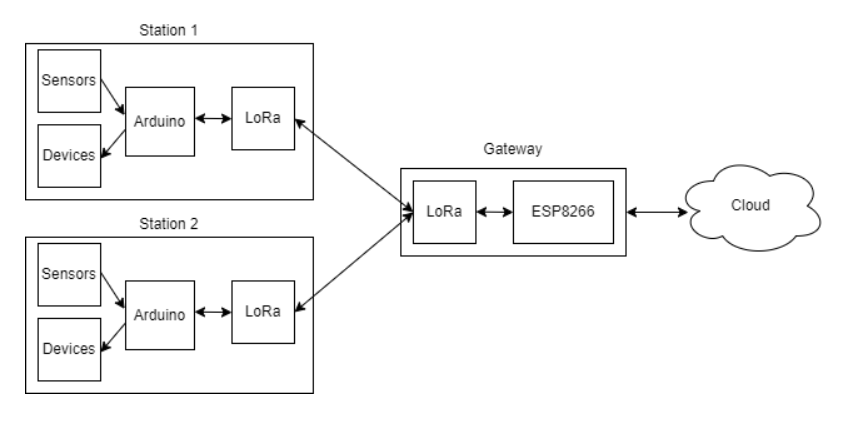 Station 1
Sensors
Arduino
LoRa
Devices
Station 2
Sensors
Arduino
LoRa
Devices
Gateway
LoRa
ESP8266
Cloud